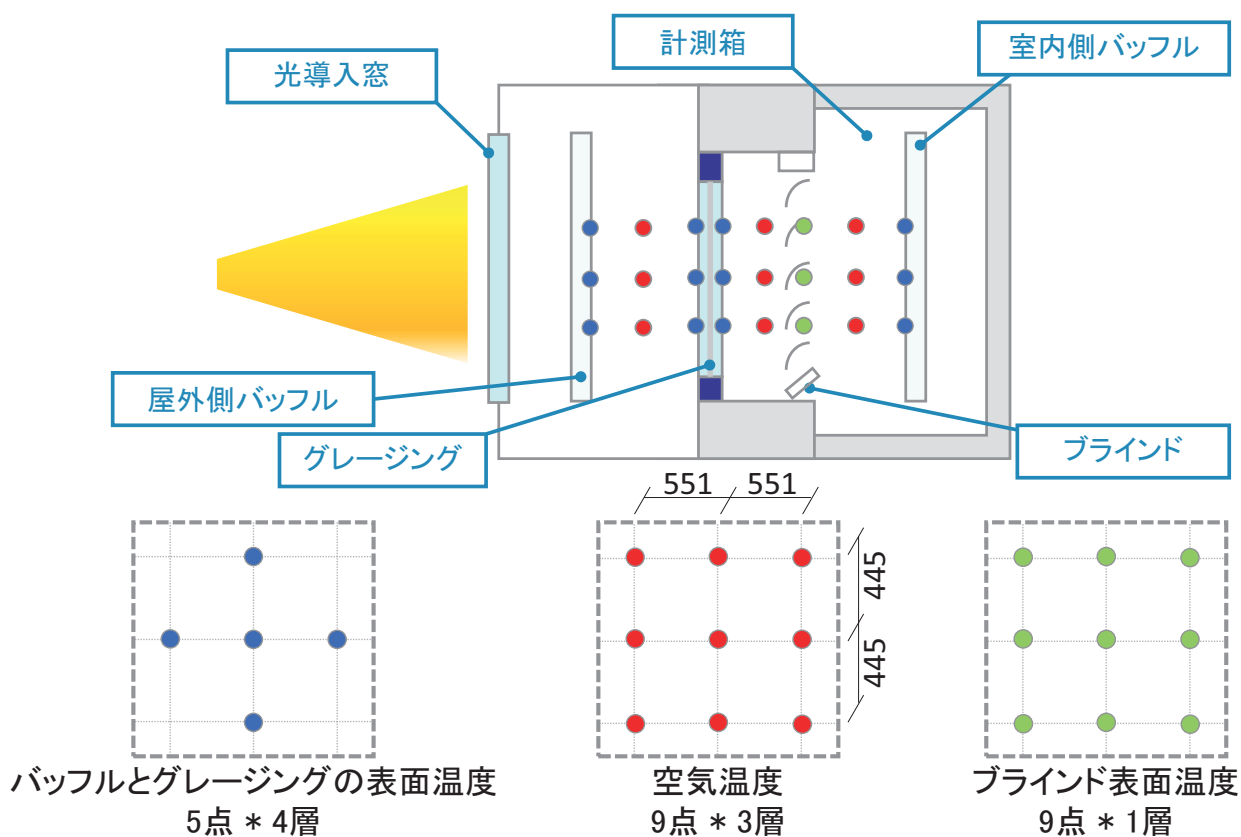 計測箱
室内側バッフル
光導入窓
屋外側バッフル
グレージング
ブラインド
551
551
445
445
バッフルとグレージングの表面温度
5点 * 4層
空気温度
9点 * 3層
ブラインド表面温度
9点 * 1層